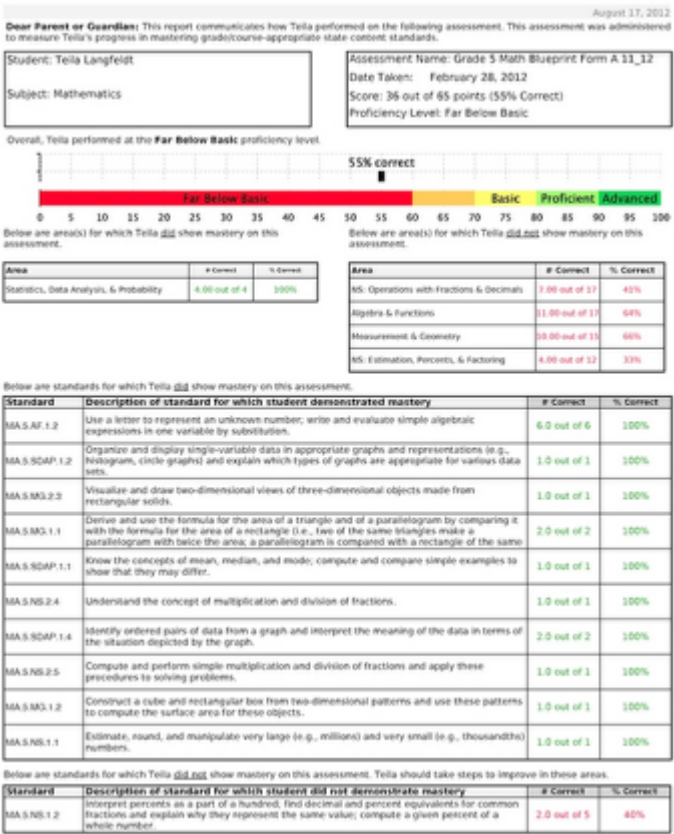 August 17, 2012
Dear Parent or Guardian: This report communicates how Teila performed on the following assessment. This assessment was administered
to measure Teila's progress in mastering grade/course-appropriate state content standards.
Student: Teila Langfeldt
Subject: Mathematics
Assessment Name: Grade 5 Math Blueprint Form A 11_12
Date Taken: February 28, 2012
Score: 36 out of 65 points (55% Correct)
Proficiency Level: Far Below Basic
Overall, Teila performed at the Far Below Basic proficiency level.
55% correct
Far Below Basic Basic Proficient Advanced
0 5 10 15 20 25 30 35 40 45 50 55 60 65 70 75 80 85 90 95 100
Below are area(s) for which Teila did show mastery on this
assessment.
Area # Correct % Correct
Statistics, Data Analysis, & Probability 4.00 out of 4 100%
Below are area(s) for which Teila did not show mastery on this
assessment.
Area # Correct % Correct
NS: Operations with Fractions & Decimals 7.00 out of 17 41%
Algebra & Functions 11.00 out of 17 64%
Measurement & Geometry 10.00 out of 15 66%
NS: Estimation, Percents, & Factoring 4.00 out of 12 33%
Below are standards for which Teila did show mastery on this assessment.
Standard Description of standard for which student demonstrated mastery # Correct % Correct
MA.5.AF.1.2 Use a letter to represent an unknown number; write and evaluate simple algebraic
expressions in one variable by substitution. 6.0 out of 6 100%
MA.5.SDAP.1.2 Organize and display single-variable data in appropriate graphs and representations (e.g.,
histogram, circle graphs) and explain which types of graphs are appropriate for various data
sets. 1.0 out of 1 100%
MA.5.MG.2.3 Visualize and draw two-dimensional views of three-dimensional objects made from
rectangular solids. 1.0 out of 1 100%
MA.5.MG.1.1 Derive and use the formula for the area of a triangle and of a parallelogram by comparing it
with the formula for the area of a rectangle (i.e., two of the same triangles make a
parallelogram with twice the area; a parallelogram is compared with a rectangle of the same 2.0 out of 2 100%
MA.5.SDAP.1.1 Know the concepts of mean, median, and mode; compute and compare simple examples to
show that they may differ. 1.0 out of 1 100%
MA.5.NS.2.4 Understand the concept of multiplication and division of fractions. 1.0 out of 1 100%
MA.5.SDAP.1.4 Identify ordered pairs of data from a graph and interpret the meaning of the data in terms of
the situation depicted by the graph. 2.0 out of 2 100%
MA.5.NS.2.5 Compute and perform simple multiplication and division of fractions and apply these
procedures to solving problems. 1.0 out of 1 100%
MA.5.MG.1.2 Construct a cube and rectangular box from two-dimensional patterns and use these patterns
to compute the surface area for these objects. 1.0 out of 1 100%
MA.5.NS.1.1 Estimate, round, and manipulate very large (e.g., millions) and very small (e.g., thousandths)
numbers. 1.0 out of 1 100%
Below are standards for which Teila did not show mastery on this assessment. Teila should take steps to improve in these areas.
Standard Description of standard for which student did not demonstrate mastery # Correct % Correct
MA.5.NS.1.2 Interpret percents as a part of a hundred; find decimal and percent equivalents for common
fractions and explain why they represent the same value; compute a given percent of a
whole number. 2.0 out of 5 40%